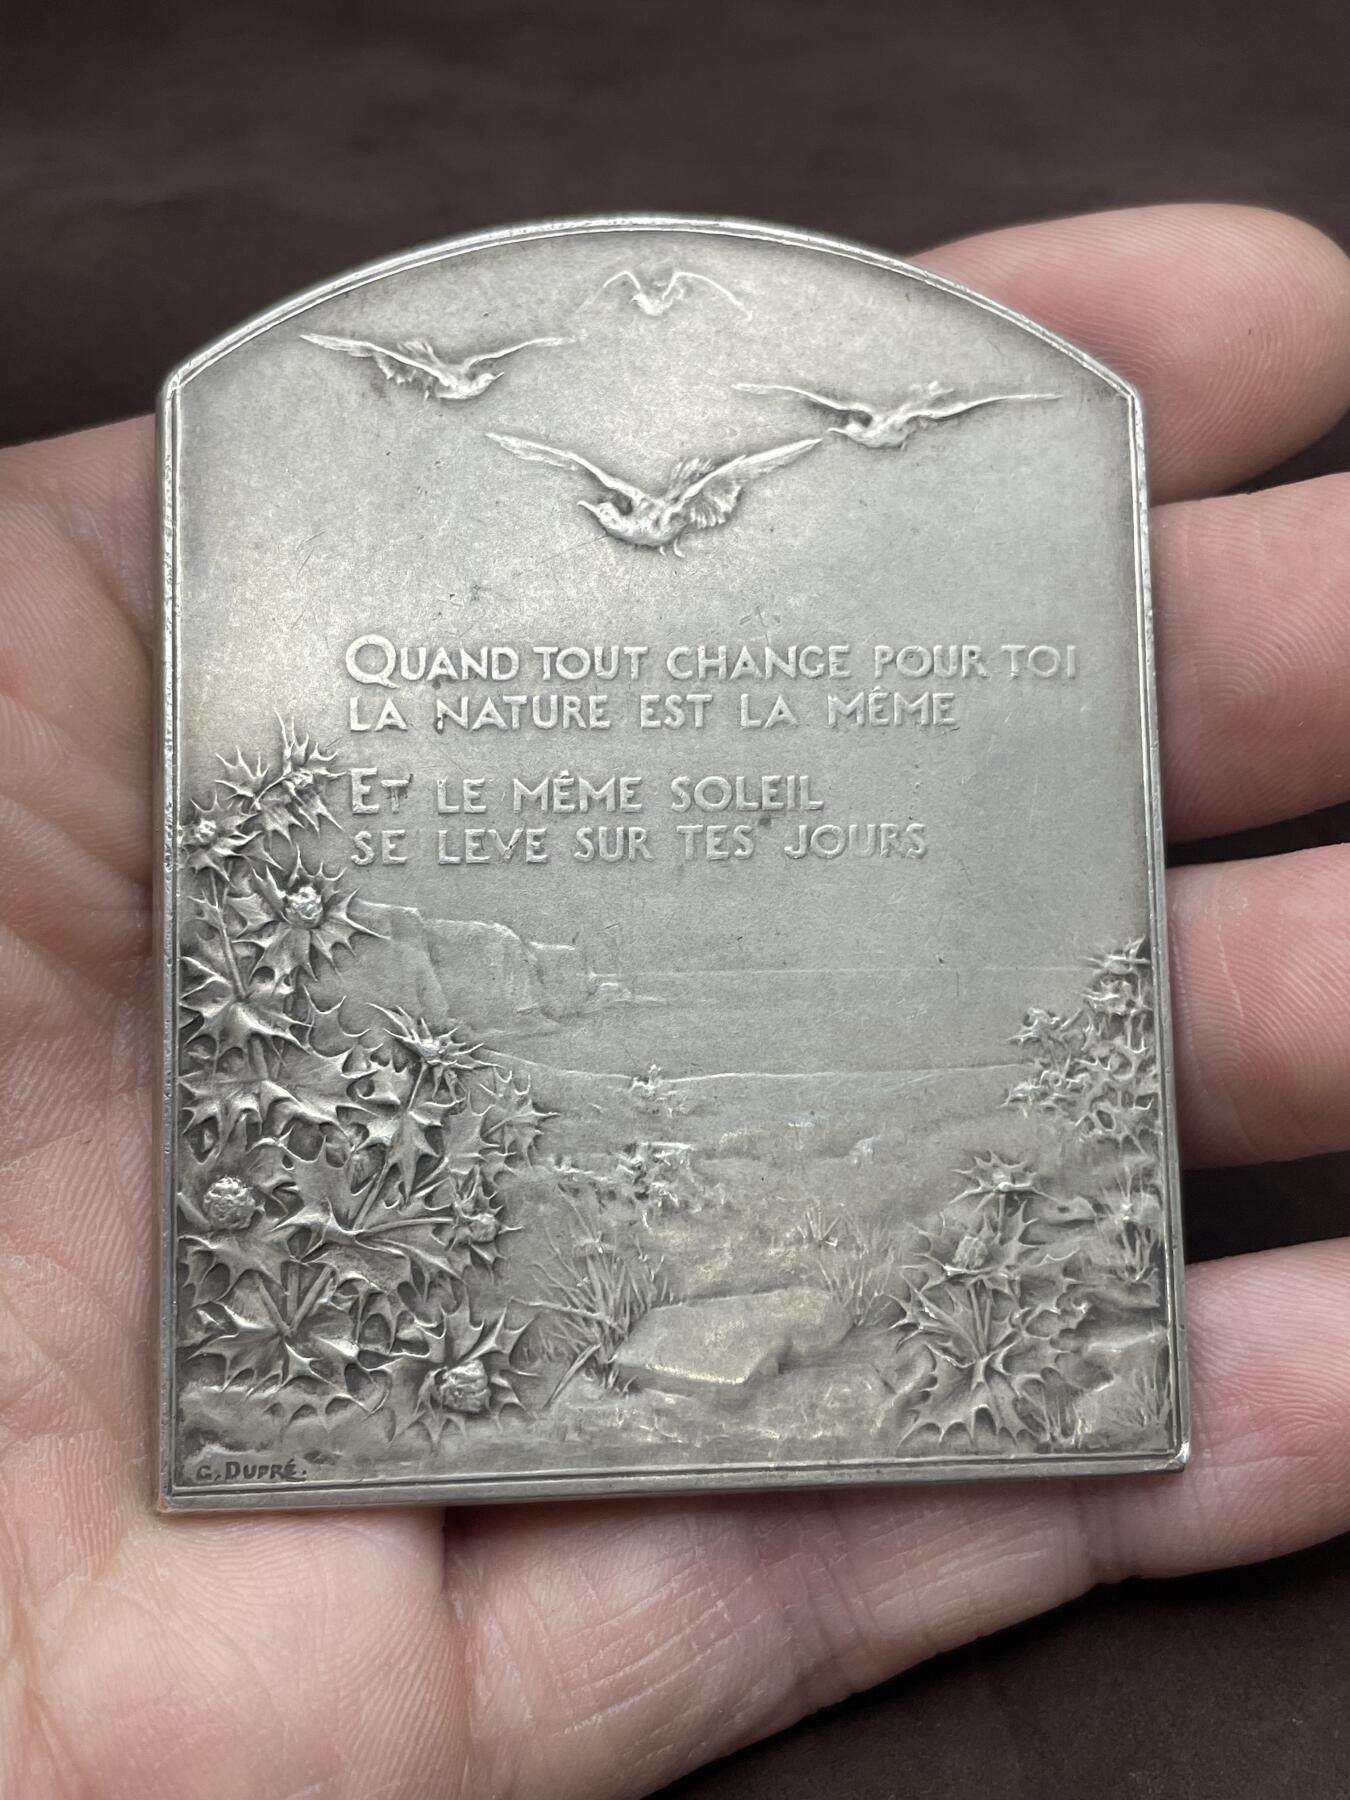 QUAND TOUT CHANGE POUR TOI
LA NATURE EST LA MÊME
ET LE MÊME SOLEIL
SE LEVE SUR TES JOURS
G. DUPRÉ.